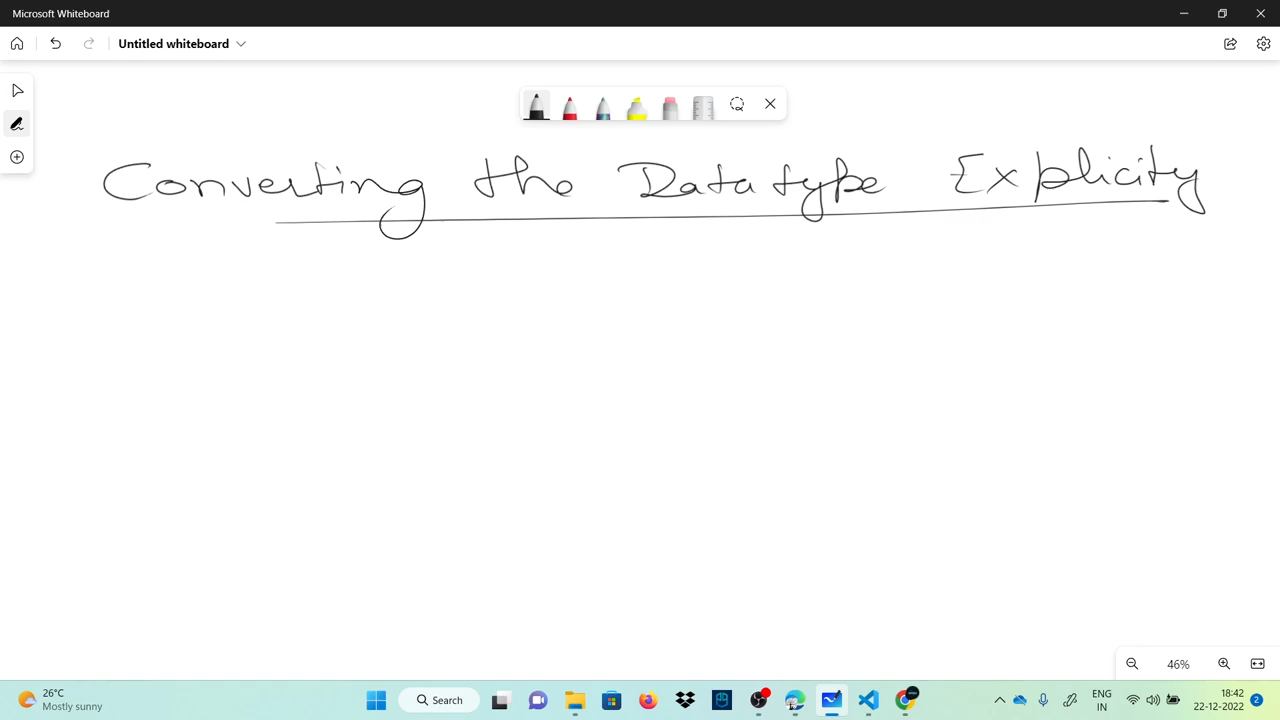 Microsoft Whiteboard
Untitled whiteboard
Converting the Datatype Explicity
46%
26°C
Mostly sunny
Search
ENG
IN
18:42
22-12-2022
2